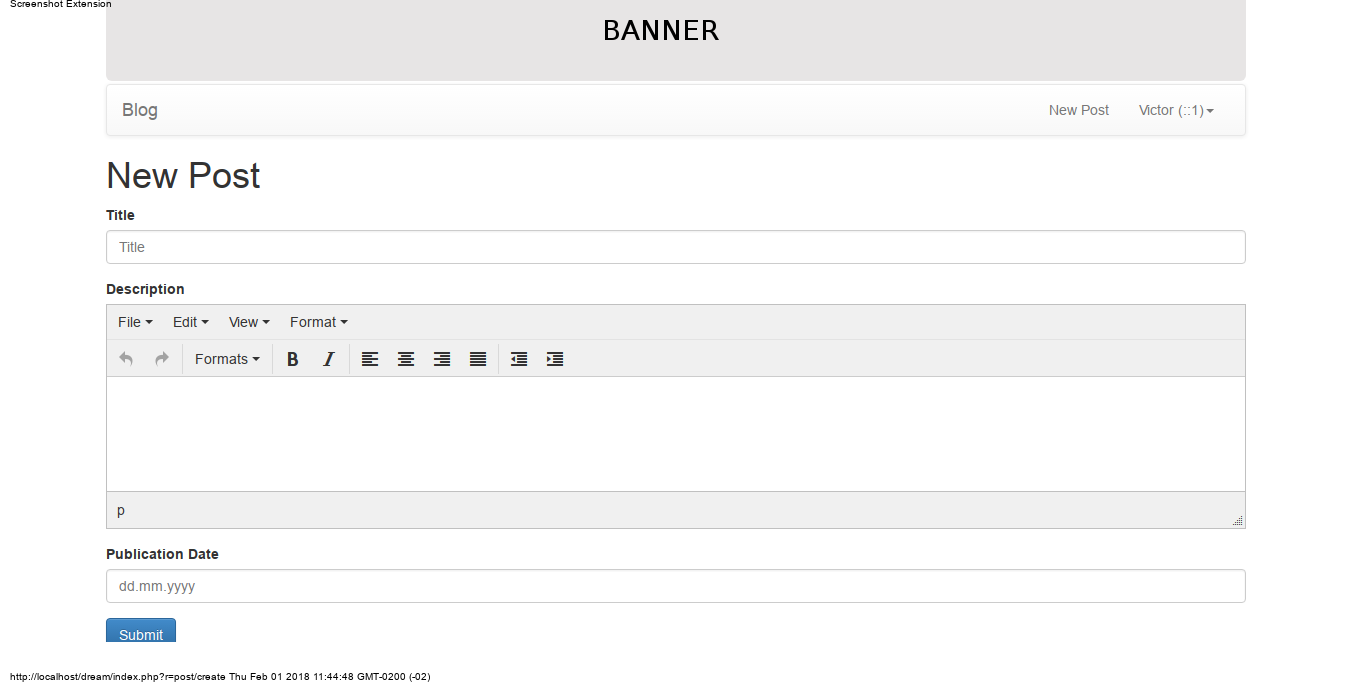 Screenshot Extension
BANNER
Blog New Post Victor (::1)
New Post
Title
Title
Description
File Edit View Format
Formats B I
p
Publication Date
dd.mm.yyyy
Submit
http://localhost/dream/index.php?r=post/create Thu Feb 01 2018 11:44:48 GMT-0200 (-02)